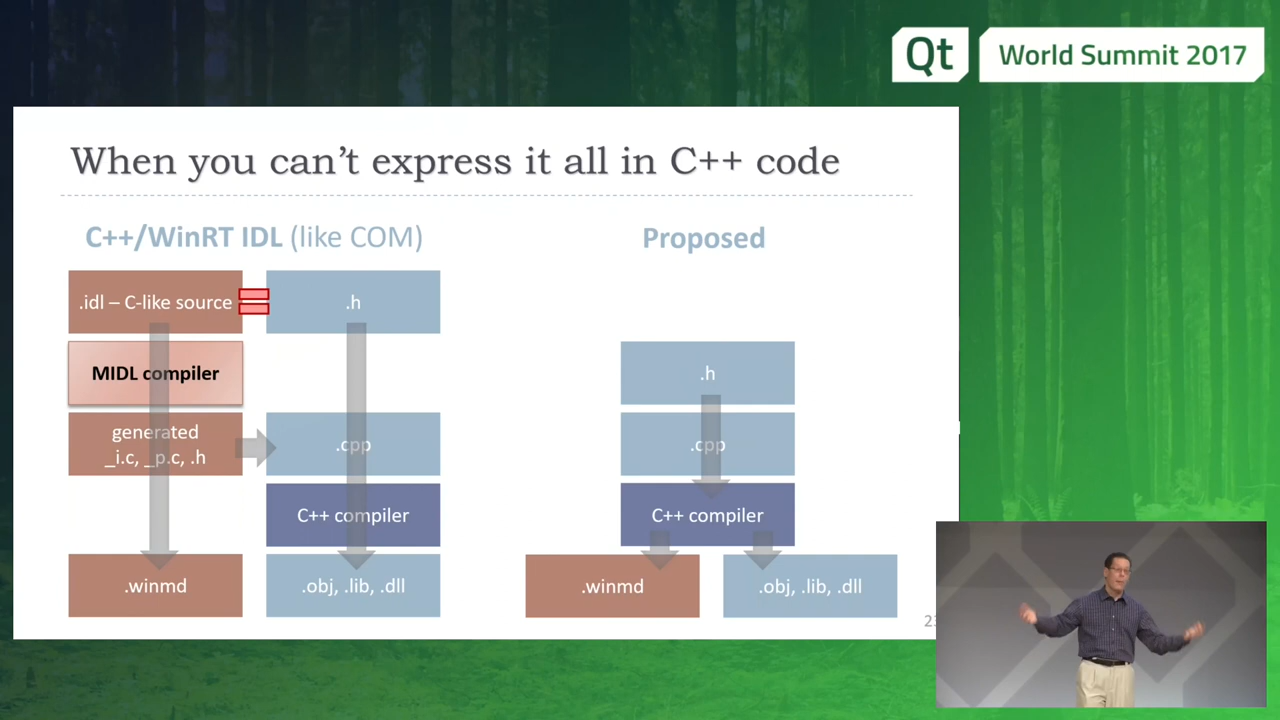 Qt World Summit 2017
When you can't express it all in C++ code
C++/WinRT IDL (like COM)
Proposed
.idl – C-like source
.h
MIDL compiler
.h
generated
_i.c, _p.c, .h
.cpp
.cpp
C++ compiler
C++ compiler
.winmd
.obj, .lib, .dll
.winmd
.obj, .lib, .dll